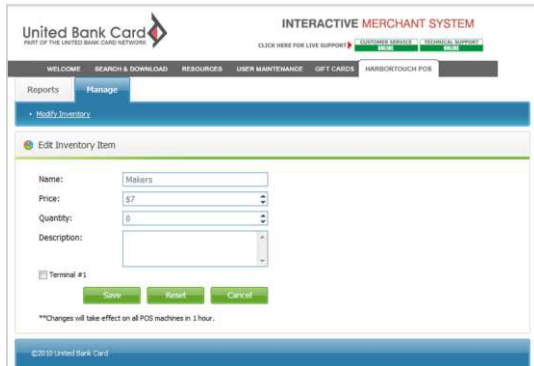 United Bank Card
PART OF THE UNITED BANK CARD NETWORK
INTERACTIVE MERCHANT SYSTEM
CLICK HERE FOR LIVE SUPPORT
CUSTOMER SERVICE
ONLINE
TECHNICAL SUPPORT
ONLINE
WELCOME SEARCH & DOWNLOAD RESOURCES USER MAINTENANCE GIFT CARDS HARBORTOUCH POS
Reports Manage
Modify Inventory
Edit Inventory Item
Name: Makers
Price: $7
Quantity: 0
Description:
Terminal #1
Save Reset Cancel
**Changes will take effect on all POS machines in 1 hour.
©2010 United Bank Card